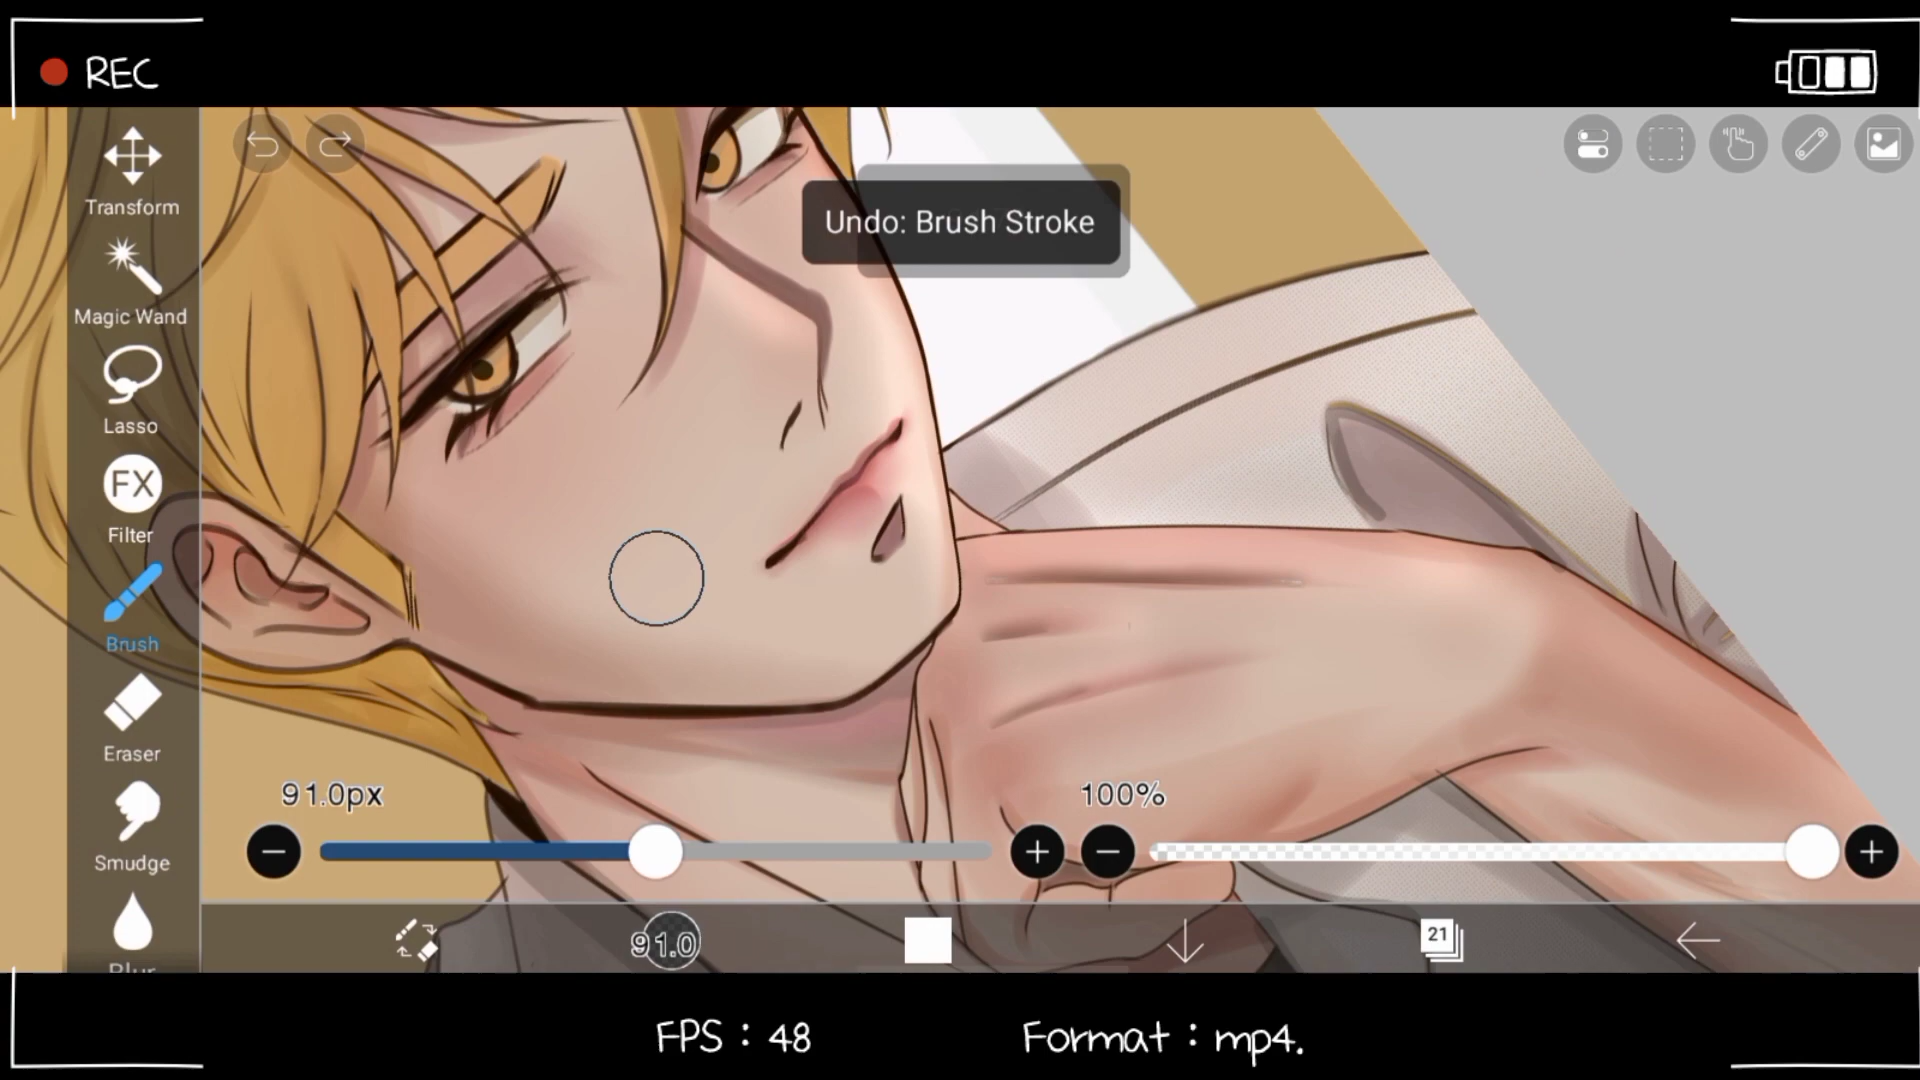 REC
Transform
Undo: Brush Stroke
Magic Wand
Lasso
FX
Filter
Brush
Eraser
91.0px
100%
Smudge
91.0
21
Blur
FPS : 48
Format : mp4.